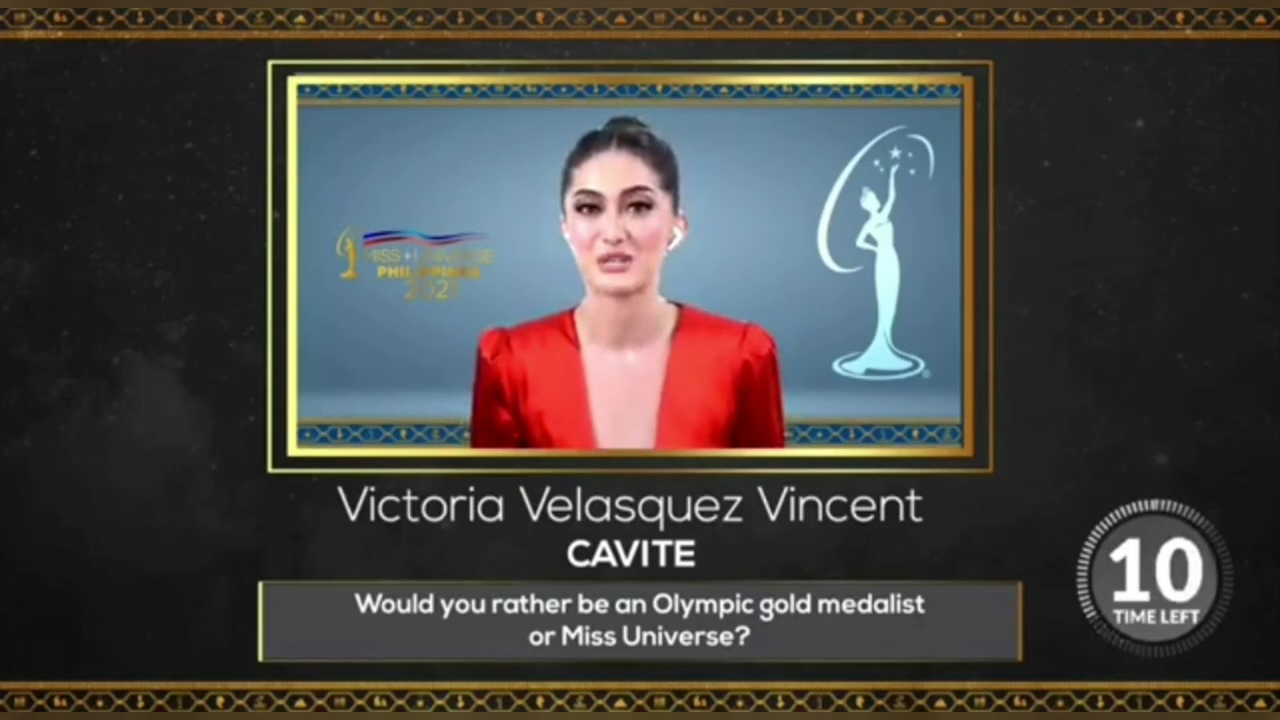 MISS UNIVERSE
PHILIPPINES
2021
Victoria Velasquez Vincent
CAVITE
Would you rather be an Olympic gold medalist
or Miss Universe?
10
TIME LEFT